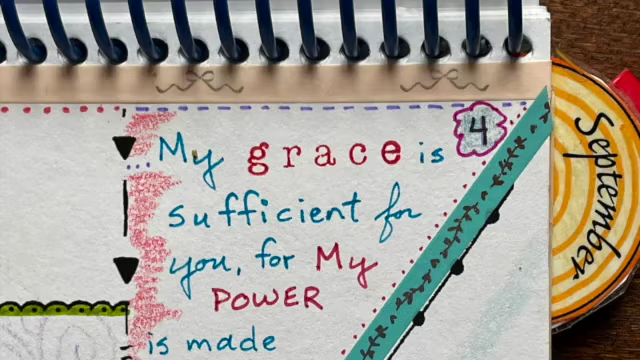 4
My grace is
sufficient for
you, for My
POWER
is made
September